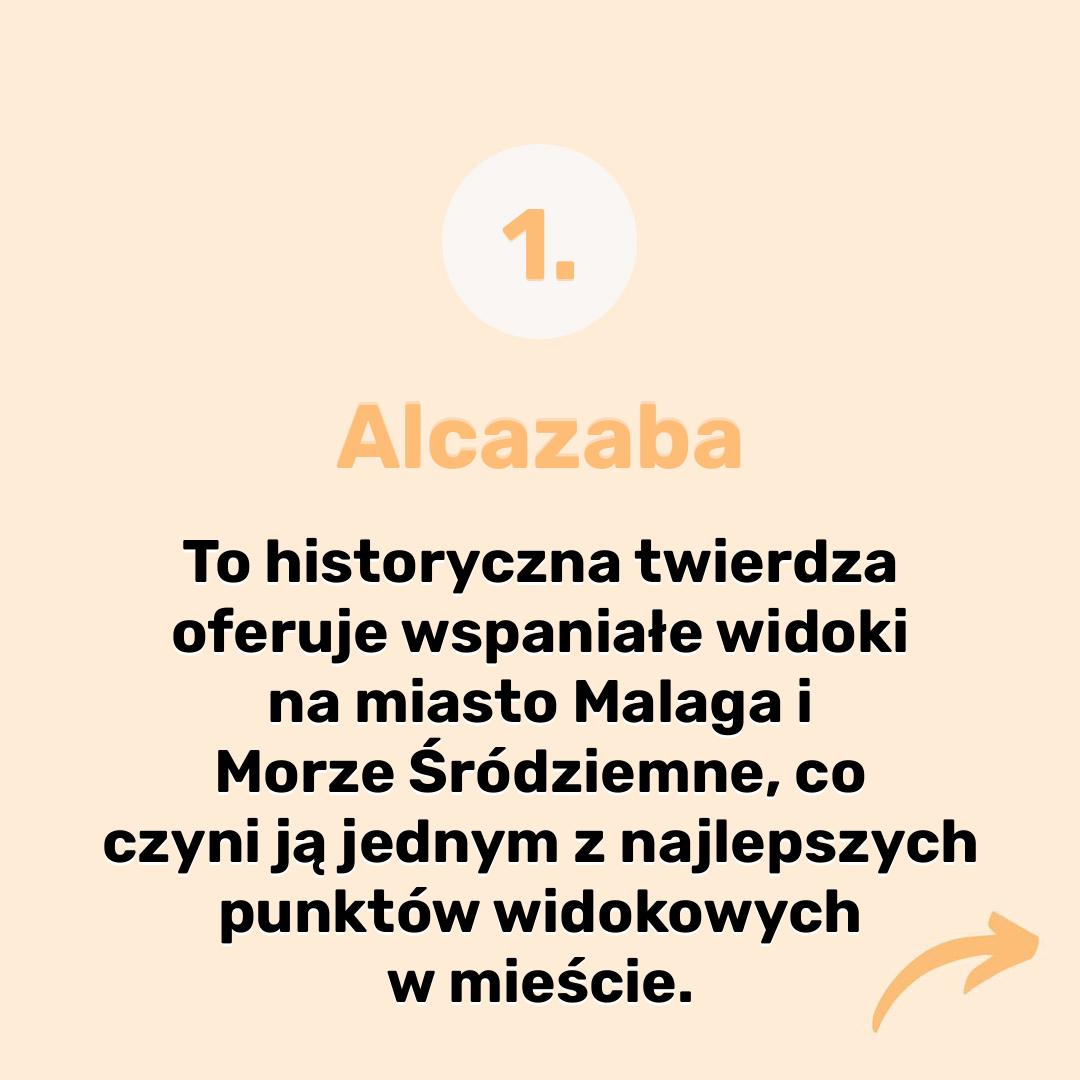 1.
Alcazaba
To historyczna twierdza
oferuje wspaniałe widoki
na miasto Malaga i
Morze Śródziemne, co
czyni ją jednym z najlepszych
punktów widokowych
w mieście.